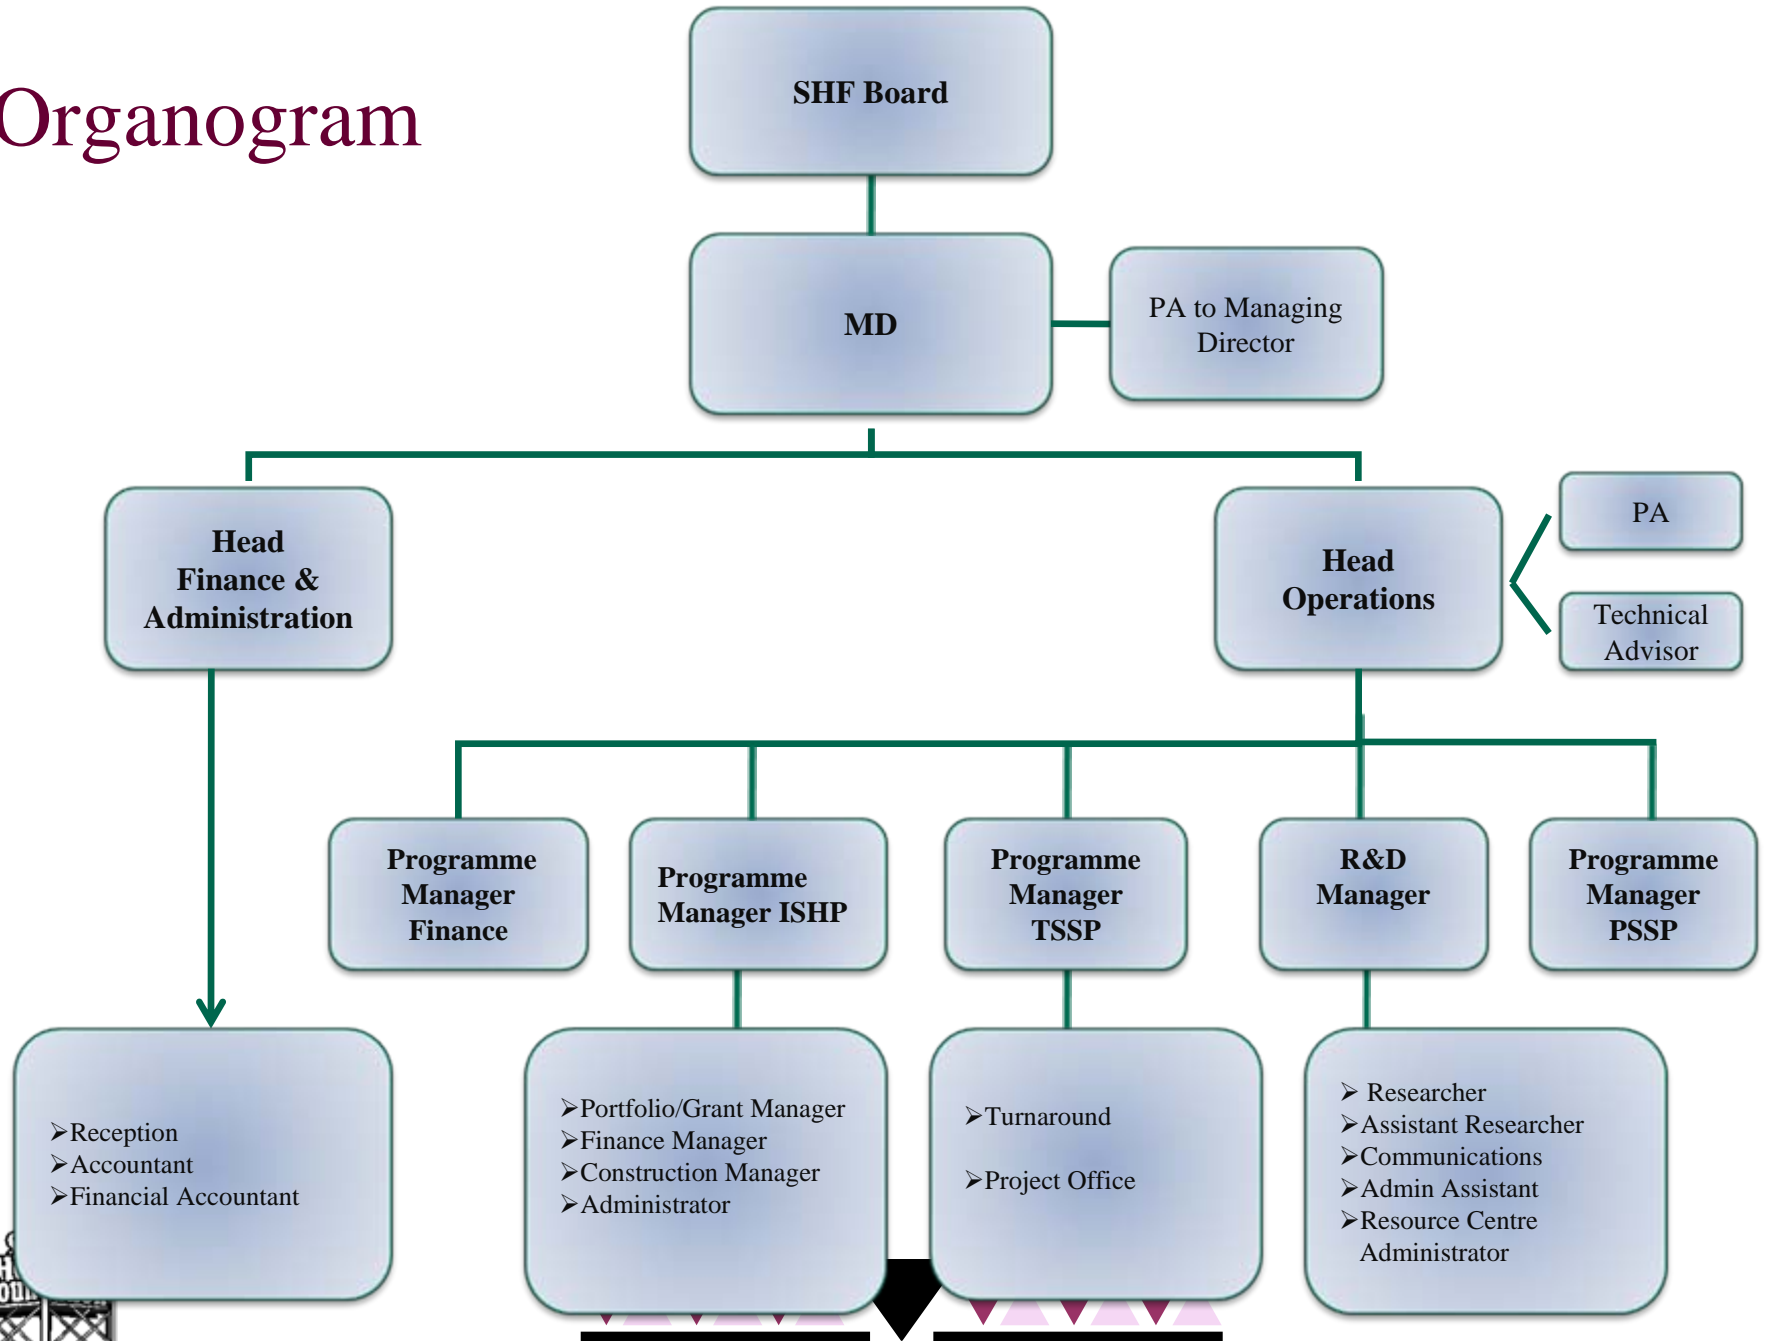 Organogram
SHF Board
MD
PA to Managing
Director
Head
Finance &
Administration
Head
Operations
PA
Technical
Advisor
Programme
Manager
Finance
Programme
Manager ISHP
Programme
Manager
TSSP
R&D
Manager
Programme
Manager
PSSP
➢Reception
➢Accountant
➢Financial Accountant
➢Portfolio/Grant Manager
➢Finance Manager
➢Construction Manager
➢Administrator
➢Turnaround
➢Project Office
➢ Researcher
➢Assistant Researcher
➢Communications
➢Admin Assistant
➢Resource Centre
Administrator